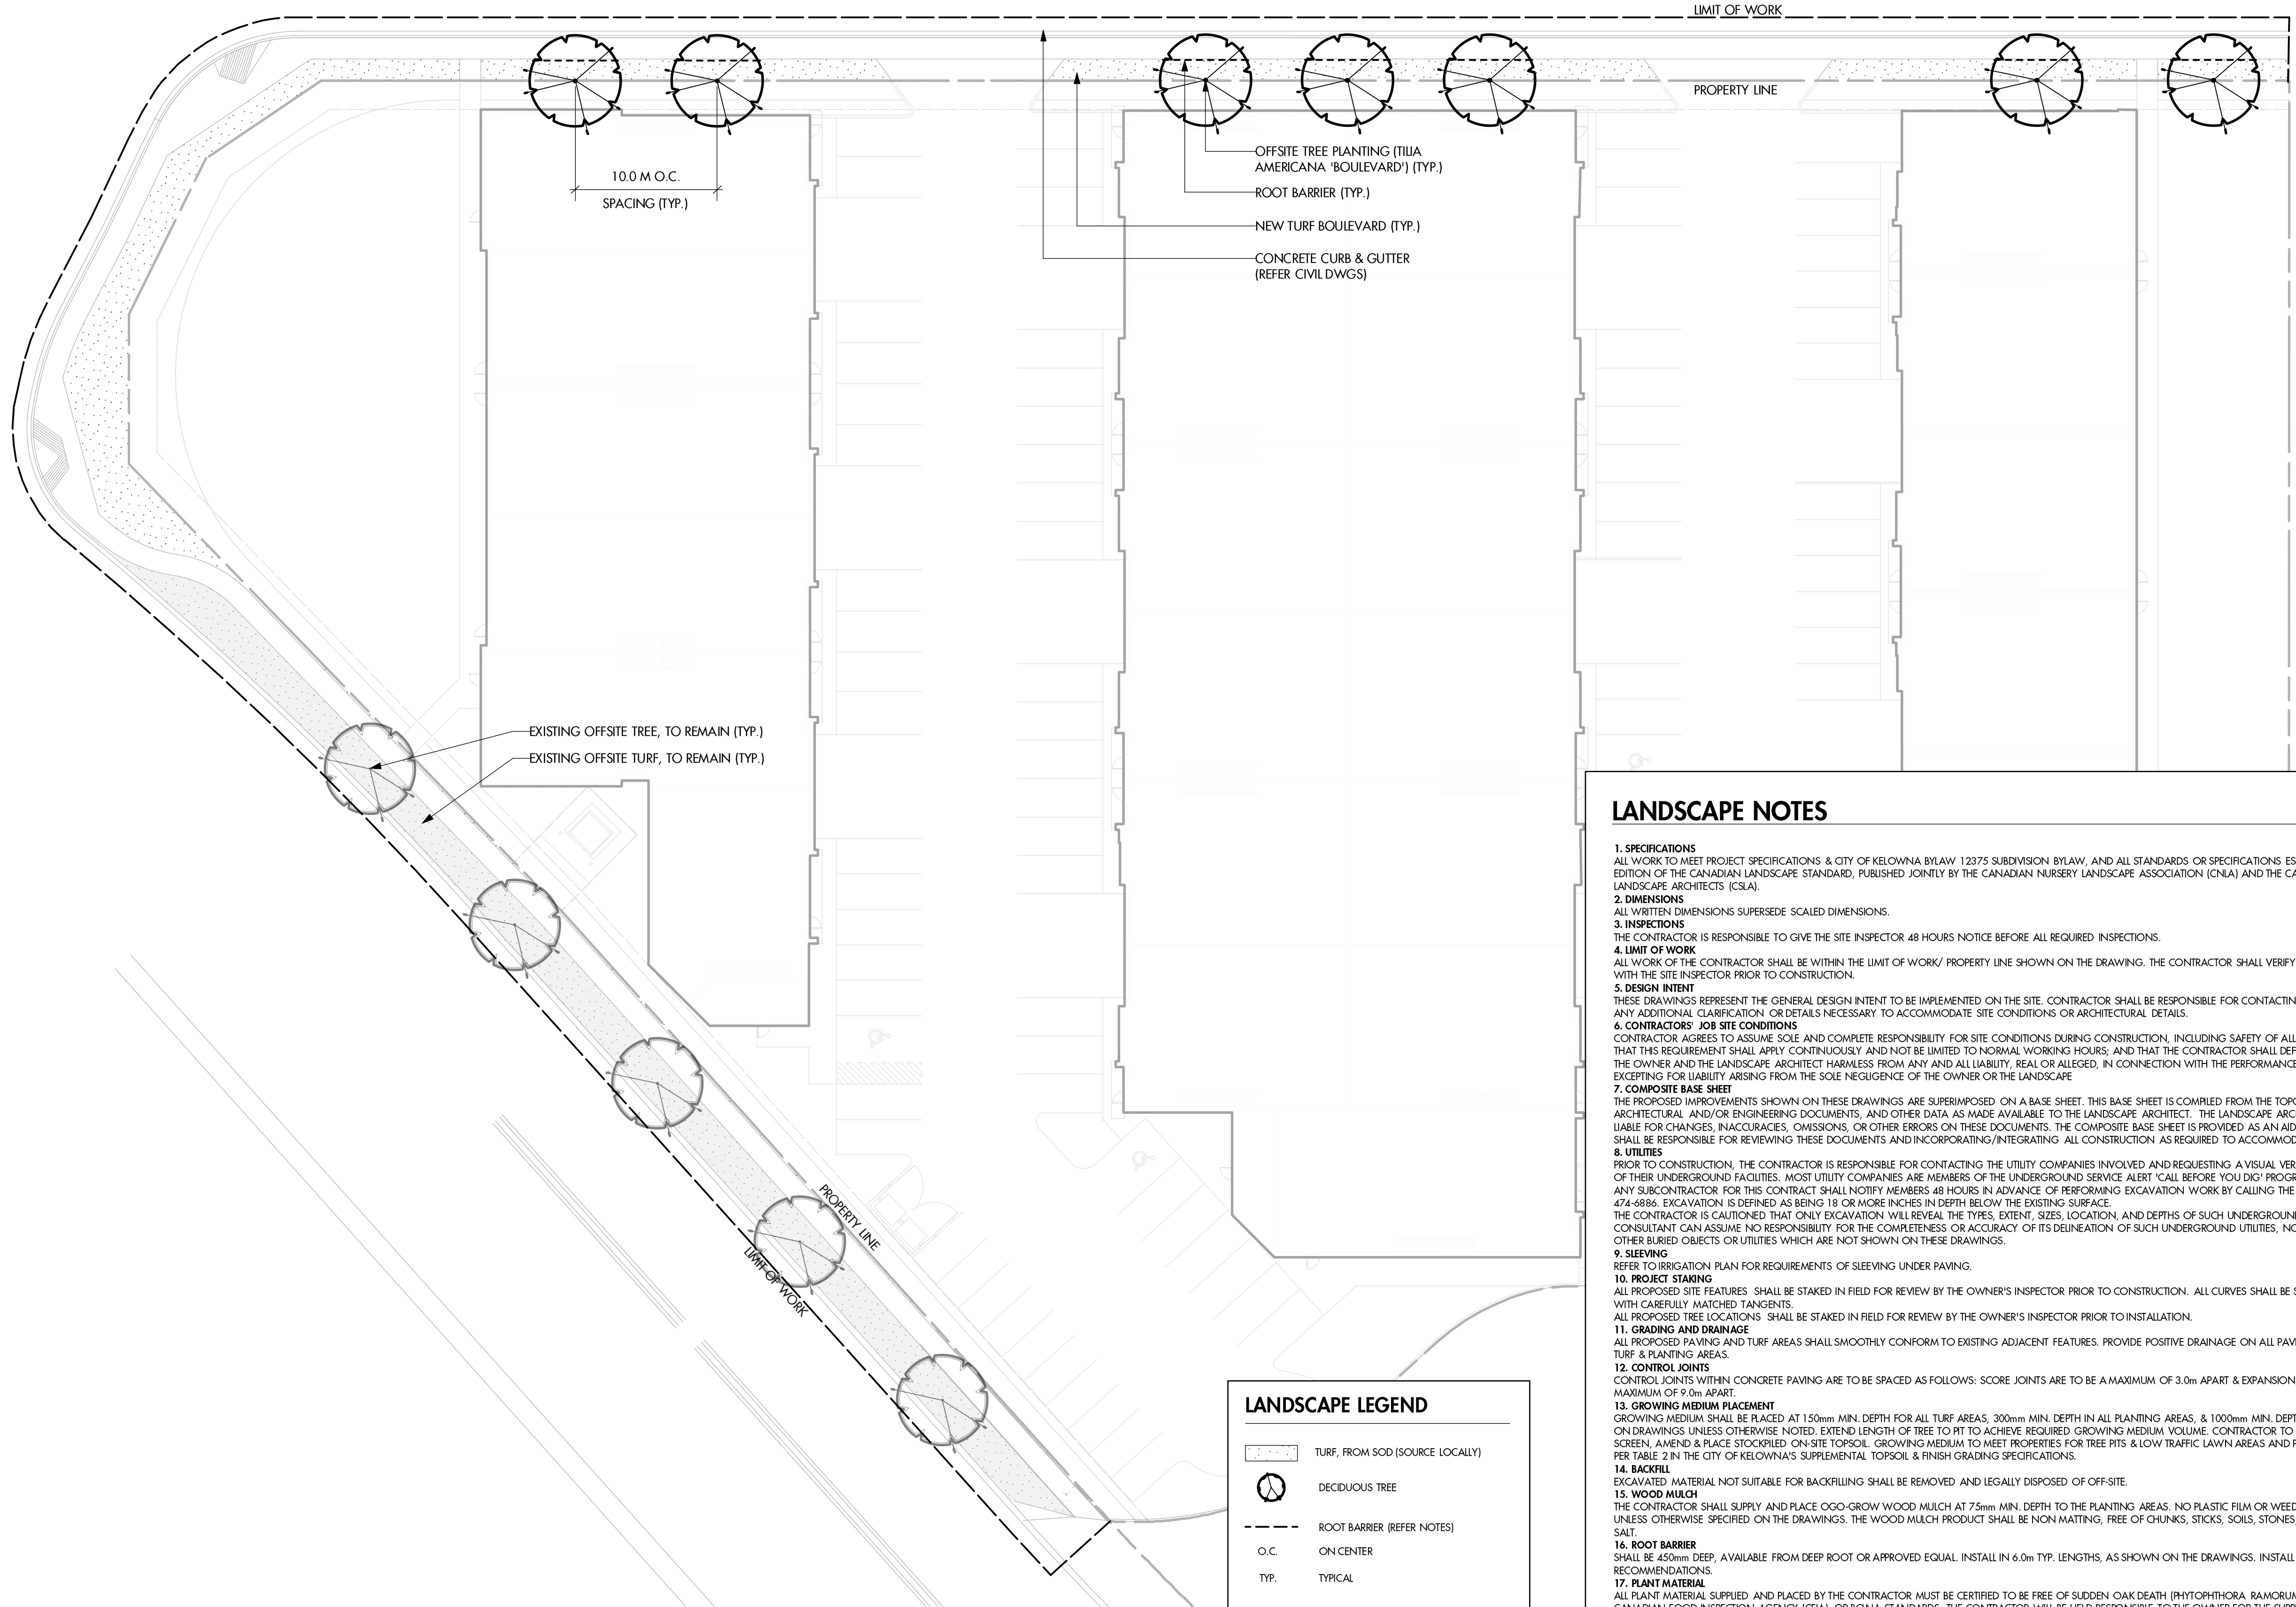 LIMIT OF WORK
PROPERTY LINE
10.0 M O.C.
SPACING (TYP.)
OFFSITE TREE PLANTING (TILIA
AMERICANA 'BOULEVARD') (TYP.)
ROOT BARRIER (TYP.)
NEW TURF BOULEVARD (TYP.)
CONCRETE CURB & GUTTER
(REFER CIVIL DWGS)
EXISTING OFFSITE TREE, TO REMAIN (TYP.)
EXISTING OFFSITE TURF, TO REMAIN (TYP.)
PROPERTY LINE
LIMIT OF WORK
LANDSCAPE LEGEND
TURF, FROM SOD (SOURCE LOCALLY)
DECIDUOUS TREE
ROOT BARRIER (REFER NOTES)
O.C. ON CENTER
TYP. TYPICAL
LANDSCAPE NOTES
1. SPECIFICATIONS
ALL WORK TO MEET PROJECT SPECIFICATIONS & CITY OF KELOWNA BYLAW 12375 SUBDIVISION BYLAW, AND ALL STANDARDS OR SPECIFICATIONS ES
EDITION OF THE CANADIAN LANDSCAPE STANDARD, PUBLISHED JOINTLY BY THE CANADIAN NURSERY LANDSCAPE ASSOCIATION (CNLA) AND THE CA
LANDSCAPE ARCHITECTS (CSLA).
2. DIMENSIONS
ALL WRITTEN DIMENSIONS SUPERSEDE SCALED DIMENSIONS.
3. INSPECTIONS
THE CONTRACTOR IS RESPONSIBLE TO GIVE THE SITE INSPECTOR 48 HOURS NOTICE BEFORE ALL REQUIRED INSPECTIONS.
4. LIMIT OF WORK
ALL WORK OF THE CONTRACTOR SHALL BE WITHIN THE LIMIT OF WORK/ PROPERTY LINE SHOWN ON THE DRAWING. THE CONTRACTOR SHALL VERIFY
WITH THE SITE INSPECTOR PRIOR TO CONSTRUCTION.
5. DESIGN INTENT
THESE DRAWINGS REPRESENT THE GENERAL DESIGN INTENT TO BE IMPLEMENTED ON THE SITE. CONTRACTOR SHALL BE RESPONSIBLE FOR CONTACTIN
ANY ADDITIONAL CLARIFICATION OR DETAILS NECESSARY TO ACCOMMODATE SITE CONDITIONS OR ARCHITECTURAL DETAILS.
6. CONTRACTORS' JOB SITE CONDITIONS
CONTRACTOR AGREES TO ASSUME SOLE AND COMPLETE RESPONSIBILITY FOR SITE CONDITIONS DURING CONSTRUCTION, INCLUDING SAFETY OF ALL
THAT THIS REQUIREMENT SHALL APPLY CONTINUOUSLY AND NOT BE LIMITED TO NORMAL WORKING HOURS; AND THAT THE CONTRACTOR SHALL DEF
THE OWNER AND THE LANDSCAPE ARCHITECT HARMLESS FROM ANY AND ALL LIABILITY, REAL OR ALLEGED, IN CONNECTION WITH THE PERFORMANCE
EXCEPTING FOR LIABILITY ARISING FROM THE SOLE NEGLIGENCE OF THE OWNER OR THE LANDSCAPE
7. COMPOSITE BASE SHEET
THE PROPOSED IMPROVEMENTS SHOWN ON THESE DRAWINGS ARE SUPERIMPOSED ON A BASE SHEET. THIS BASE SHEET IS COMPILED FROM THE TOPO
ARCHITECTURAL AND/OR ENGINEERING DOCUMENTS, AND OTHER DATA AS MADE AVAILABLE TO THE LANDSCAPE ARCHITECT. THE LANDSCAPE ARC
LIABLE FOR CHANGES, INACCURACIES, OMISSIONS, OR OTHER ERRORS ON THESE DOCUMENTS. THE COMPOSITE BASE SHEET IS PROVIDED AS AN AID
SHALL BE RESPONSIBLE FOR REVIEWING THESE DOCUMENTS AND INCORPORATING/INTEGRATING ALL CONSTRUCTION AS REQUIRED TO ACCOMMOD
8. UTILITIES
PRIOR TO CONSTRUCTION, THE CONTRACTOR IS RESPONSIBLE FOR CONTACTING THE UTILITY COMPANIES INVOLVED AND REQUESTING A VISUAL VER
OF THEIR UNDERGROUND FACILITIES. MOST UTILITY COMPANIES ARE MEMBERS OF THE UNDERGROUND SERVICE ALERT 'CALL BEFORE YOU DIG' PROGR
ANY SUBCONTRACTOR FOR THIS CONTRACT SHALL NOTIFY MEMBERS 48 HOURS IN ADVANCE OF PERFORMING EXCAVATION WORK BY CALLING THE
474-6886. EXCAVATION IS DEFINED AS BEING 18 OR MORE INCHES IN DEPTH BELOW THE EXISTING SURFACE.
THE CONTRACTOR IS CAUTIONED THAT ONLY EXCAVATION WILL REVEAL THE TYPES, EXTENT, SIZES, LOCATION, AND DEPTHS OF SUCH UNDERGROUN
CONSULTANT CAN ASSUME NO RESPONSIBILITY FOR THE COMPLETENESS OR ACCURACY OF ITS DELINEATION OF SUCH UNDERGROUND UTILITIES, NO
OTHER BURIED OBJECTS OR UTILITIES WHICH ARE NOT SHOWN ON THESE DRAWINGS.
9. SLEEVING
REFER TO IRRIGATION PLAN FOR REQUIREMENTS OF SLEEVING UNDER PAVING.
10. PROJECT STAKING
ALL PROPOSED SITE FEATURES SHALL BE STAKED IN FIELD FOR REVIEW BY THE OWNER'S INSPECTOR PRIOR TO CONSTRUCTION. ALL CURVES SHALL BE S
WITH CAREFULLY MATCHED TANGENTS.
ALL PROPOSED TREE LOCATIONS SHALL BE STAKED IN FIELD FOR REVIEW BY THE OWNER'S INSPECTOR PRIOR TO INSTALLATION.
11. GRADING AND DRAINAGE
ALL PROPOSED PAVING AND TURF AREAS SHALL SMOOTHLY CONFORM TO EXISTING ADJACENT FEATURES. PROVIDE POSITIVE DRAINAGE ON ALL PAV
TURF & PLANTING AREAS.
12. CONTROL JOINTS
CONTROL JOINTS WITHIN CONCRETE PAVING ARE TO BE SPACED AS FOLLOWS: SCORE JOINTS ARE TO BE A MAXIMUM OF 3.0m APART & EXPANSION
MAXIMUM OF 9.0m APART.
13. GROWING MEDIUM PLACEMENT
GROWING MEDIUM SHALL BE PLACED AT 150mm MIN. DEPTH FOR ALL TURF AREAS, 300mm MIN. DEPTH IN ALL PLANTING AREAS, & 1000mm MIN. DEPT
ON DRAWINGS UNLESS OTHERWISE NOTED. EXTEND LENGTH OF TREE TO PIT TO ACHIEVE REQUIRED GROWING MEDIUM VOLUME. CONTRACTOR TO
SCREEN, AMEND & PLACE STOCKPILED ON-SITE TOPSOIL. GROWING MEDIUM TO MEET PROPERTIES FOR TREE PITS & LOW TRAFFIC LAWN AREAS AND P
PER TABLE 2 IN THE CITY OF KELOWNA'S SUPPLEMENTAL TOPSOIL & FINISH GRADING SPECIFICATIONS.
14. BACKFILL
EXCAVATED MATERIAL NOT SUITABLE FOR BACKFILLING SHALL BE REMOVED AND LEGALLY DISPOSED OF OFF-SITE.
15. WOOD MULCH
THE CONTRACTOR SHALL SUPPLY AND PLACE OGO-GROW WOOD MULCH AT 75mm MIN. DEPTH TO THE PLANTING AREAS. NO PLASTIC FILM OR WEED
UNLESS OTHERWISE SPECIFIED ON THE DRAWINGS. THE WOOD MULCH PRODUCT SHALL BE NON MATTING, FREE OF CHUNKS, STICKS, SOILS, STONES
SALT.
16. ROOT BARRIER
SHALL BE 450mm DEEP, AVAILABLE FROM DEEP ROOT OR APPROVED EQUAL. INSTALL IN 6.0m TYP. LENGTHS, AS SHOWN ON THE DRAWINGS. INSTALL
RECOMMENDATIONS.
17. PLANT MATERIAL
ALL PLANT MATERIAL SUPPLIED AND PLACED BY THE CONTRACTOR MUST BE CERTIFIED TO BE FREE OF SUDDEN OAK DEATH (PHYTOPHTHORA RAMORUM